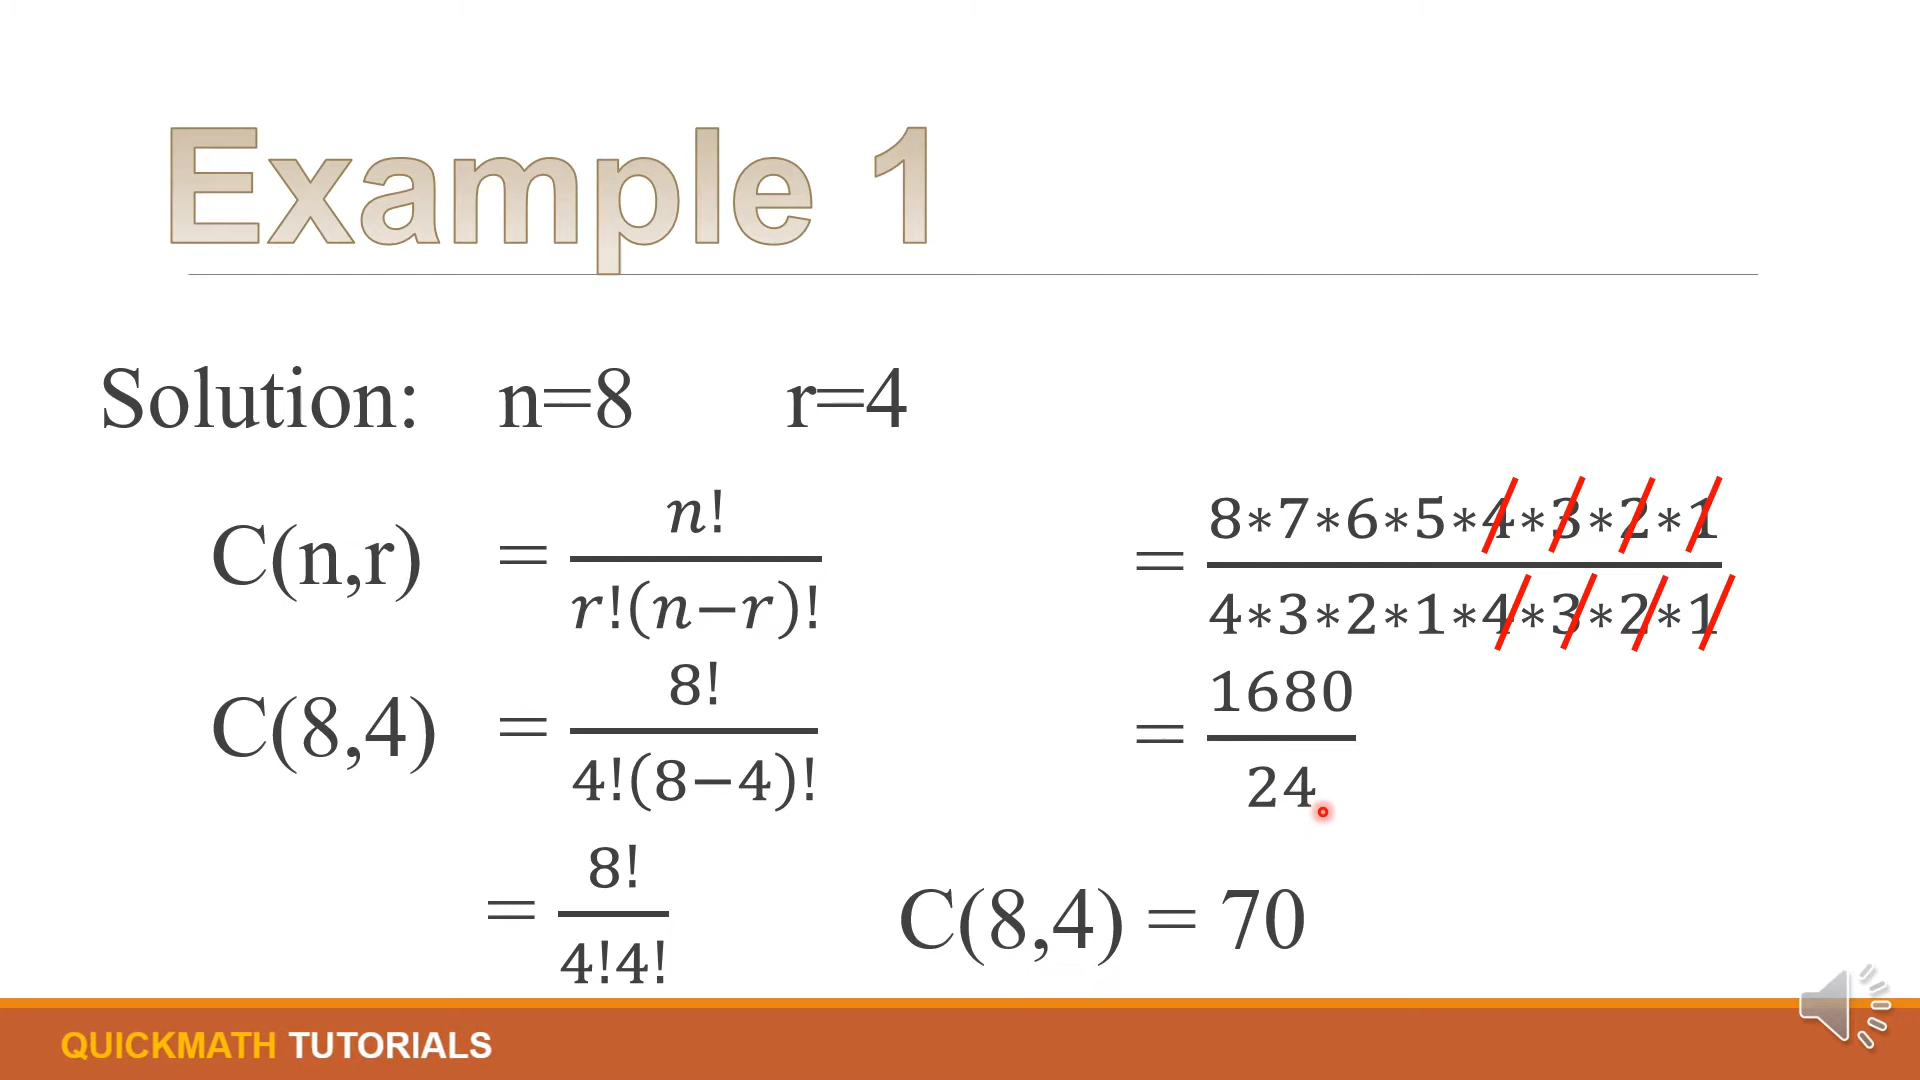 Example 1
Solution: n=8 r=4
C(n,r) = n!/r!(n−r)!
C(8,4) = 8!/4!(8−4)!
= 8!/4!4!
= 8*7*6*5*4*3*2*1/4*3*2*1*4*3*2*1
= 1680/24
C(8,4) = 70
QUICKMATH TUTORIALS